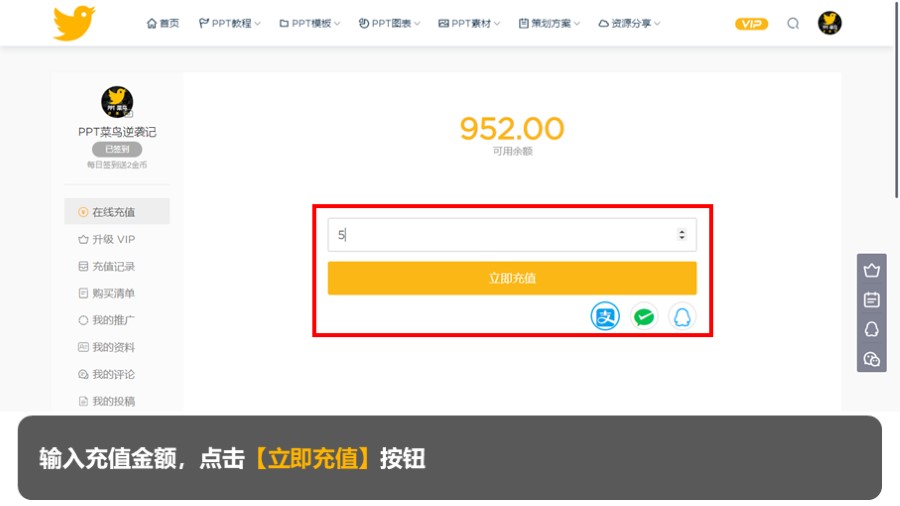 首页 PPT教程 PPT模板 PPT图表 PPT素材 策划方案 资源分享 VIP
PPT 菜鸟
PPT菜鸟逆袭记
已签到
每日签到送2金币
在线充值
升级 VIP
充值记录
购买清单
我的推广
我的资料
我的评论
我的投稿
952.00
可用余额
5
立即充值
输入充值金额，点击【立即充值】按钮